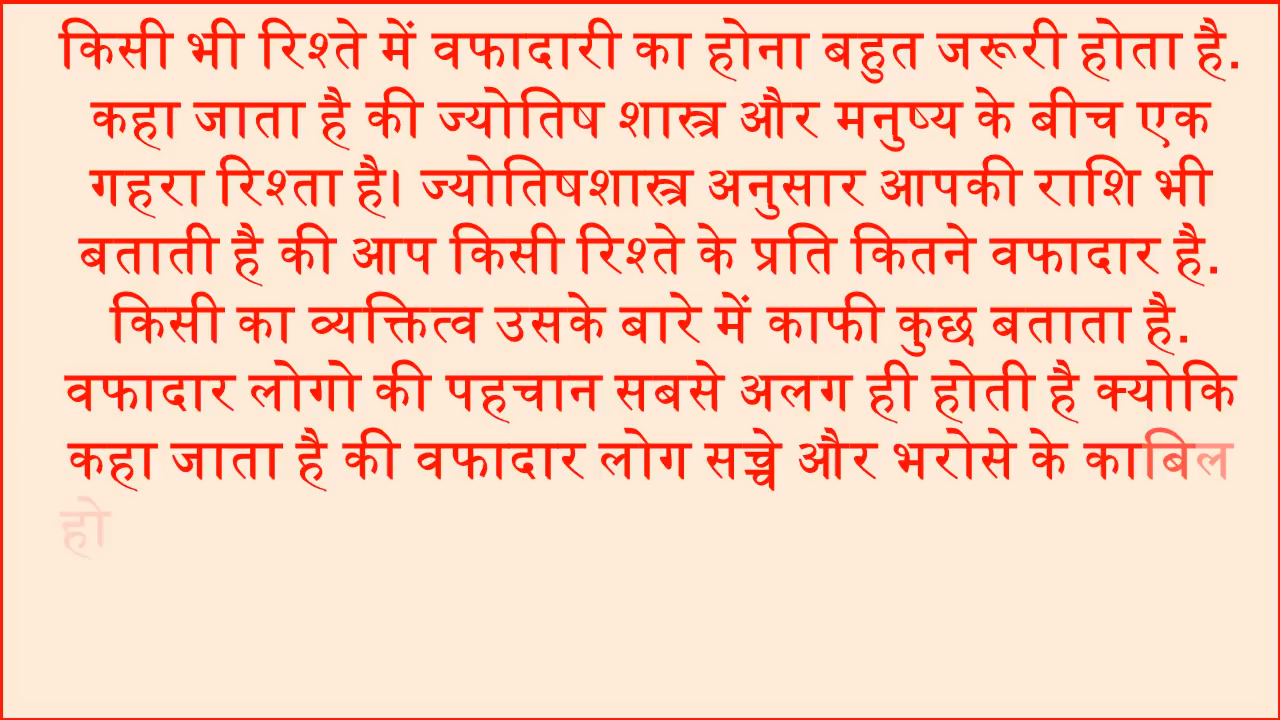 किसी भी रिश्ते में वफादारी का होना बहुत जरूरी होता है.
कहा जाता है की ज्योतिष शास्त्र और मनुष्य के बीच एक
गहरा रिश्ता है। ज्योतिषशास्त्र अनुसार आपकी राशि भी
बताती है की आप किसी रिश्ते के प्रति कितने वफादार है.
किसी का व्यक्तित्व उसके बारे में काफी कुछ बताता है.
वफादार लोगो की पहचान सबसे अलग ही होती है क्योकि
कहा जाता है की वफादार लोग सच्चे और भरोसे के काबिल
हो